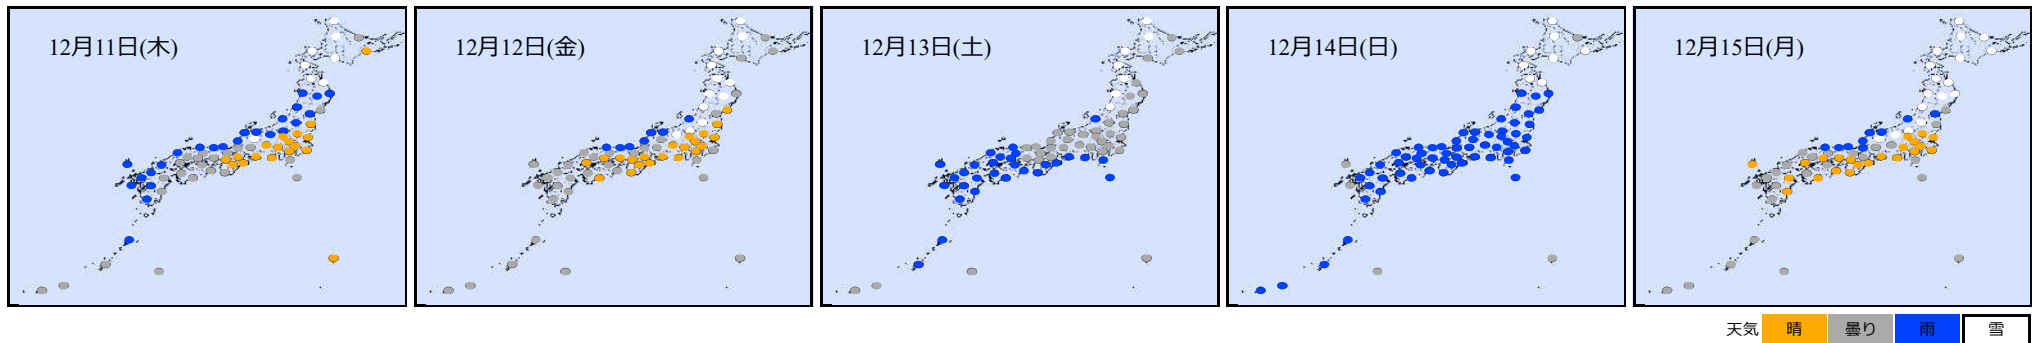 12月11日(木)
12月12日(金)
12月13日(土)
12月14日(日)
12月15日(月)
天気 晴 曇り 雨 雪